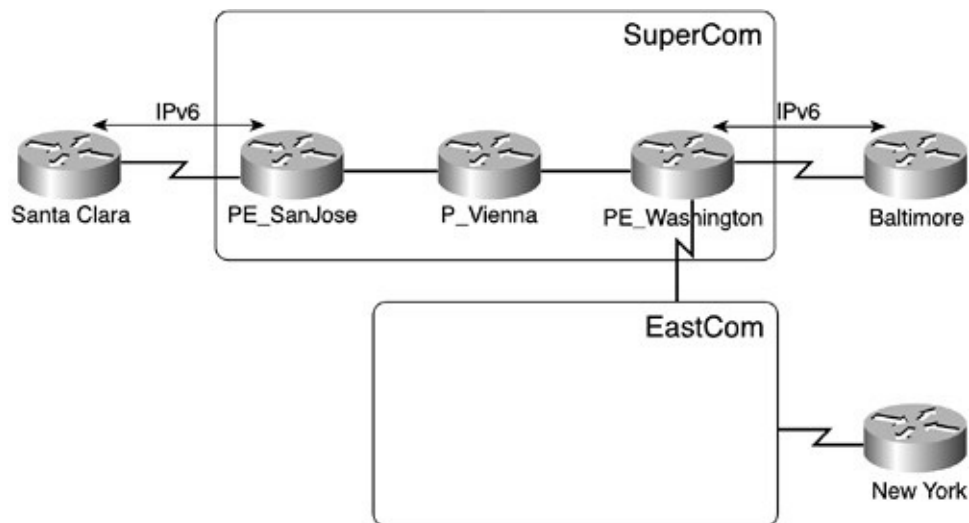 SuperCom
IPv6
IPv6
Santa Clara
PE_SanJose
P_Vienna
PE_Washington
Baltimore
EastCom
New York